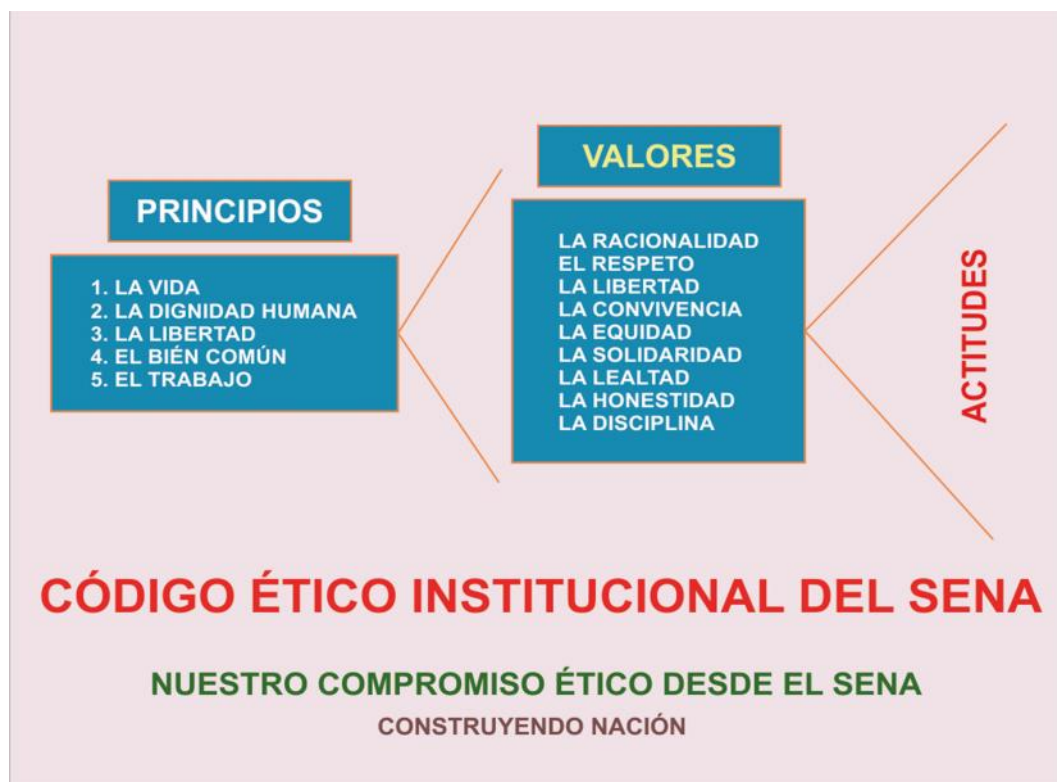 PRINCIPIOS
1. LA VIDA
2. LA DIGNIDAD HUMANA
3. LA LIBERTAD
4. EL BIÉN COMÚN
5. EL TRABAJO
VALORES
LA RACIONALIDAD
EL RESPETO
LA LIBERTAD
LA CONVIVENCIA
LA EQUIDAD
LA SOLIDARIDAD
LA LEALTAD
LA HONESTIDAD
LA DISCIPLINA
ACTITUDES
CÓDIGO ÉTICO INSTITUCIONAL DEL SENA
NUESTRO COMPROMISO ÉTICO DESDE EL SENA
CONSTRUYENDO NACIÓN